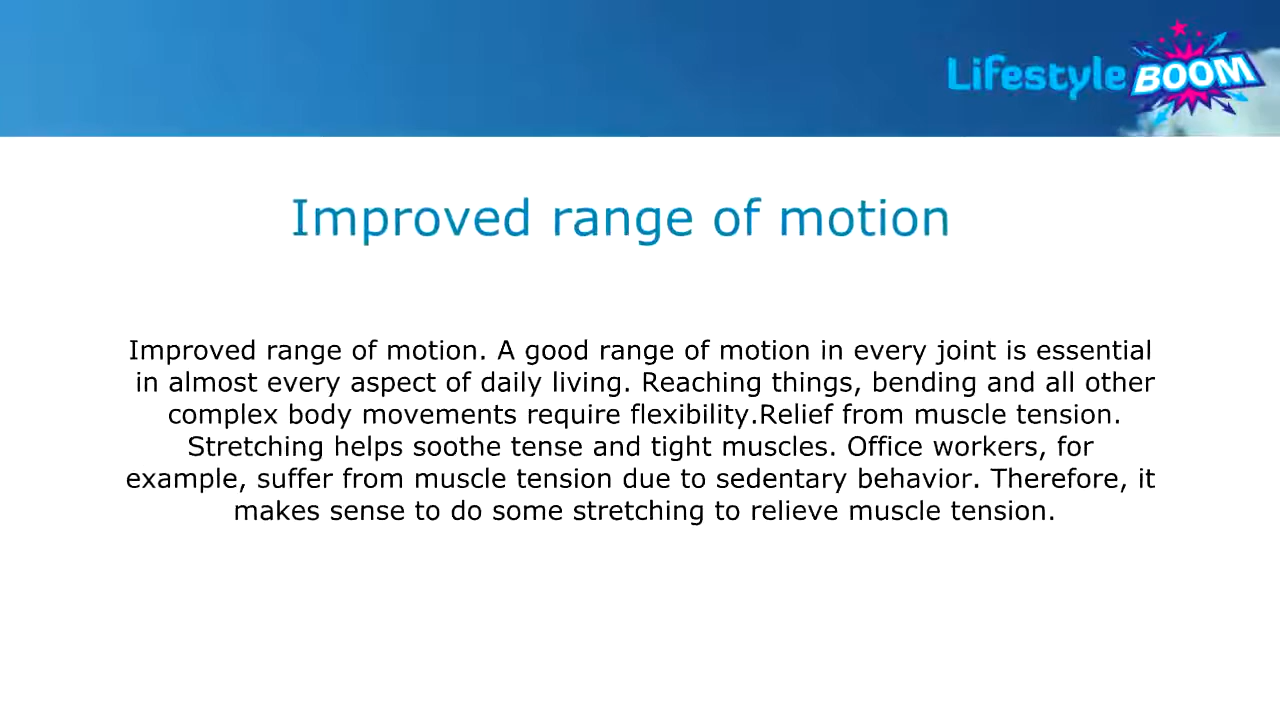 Lifestyle BOOM
Improved range of motion
Improved range of motion. A good range of motion in every joint is essential
in almost every aspect of daily living. Reaching things, bending and all other
complex body movements require flexibility.Relief from muscle tension.
Stretching helps soothe tense and tight muscles. Office workers, for
example, suffer from muscle tension due to sedentary behavior. Therefore, it
makes sense to do some stretching to relieve muscle tension.